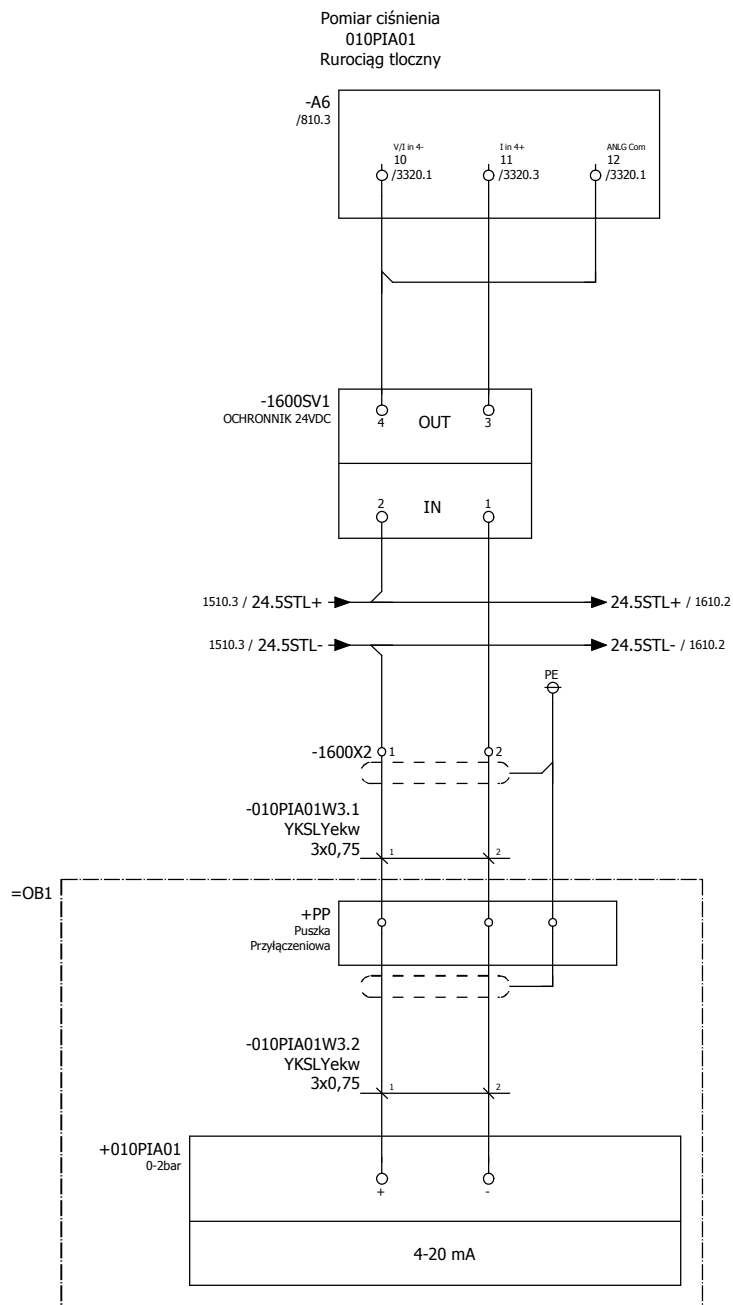 Pomiar ciśnienia
010PIA01
Rurociąg tłoczny
-A6
/810.3
V/I in 4-
10
/3320.1
I in 4+
11
/3320.3
ANLG Com
12
/3320.1
-1600SV1
OCHRONNIK 24VDC
4 OUT 3
2 IN 1
1510.3 / 24.5STL+ 24.5STL+ / 1610.2
1510.3 / 24.5STL- 24.5STL- / 1610.2
PE
-1600X2 1 2
-010PIA01W3.1
YKSLYekw
3x0,75 1 2
=OB1
+PP
Puszka
Przyłączeniowa
-010PIA01W3.2
YKSLYekw
3x0,75 1 2
+010PIA01
0-2bar
+ -
4-20 mA